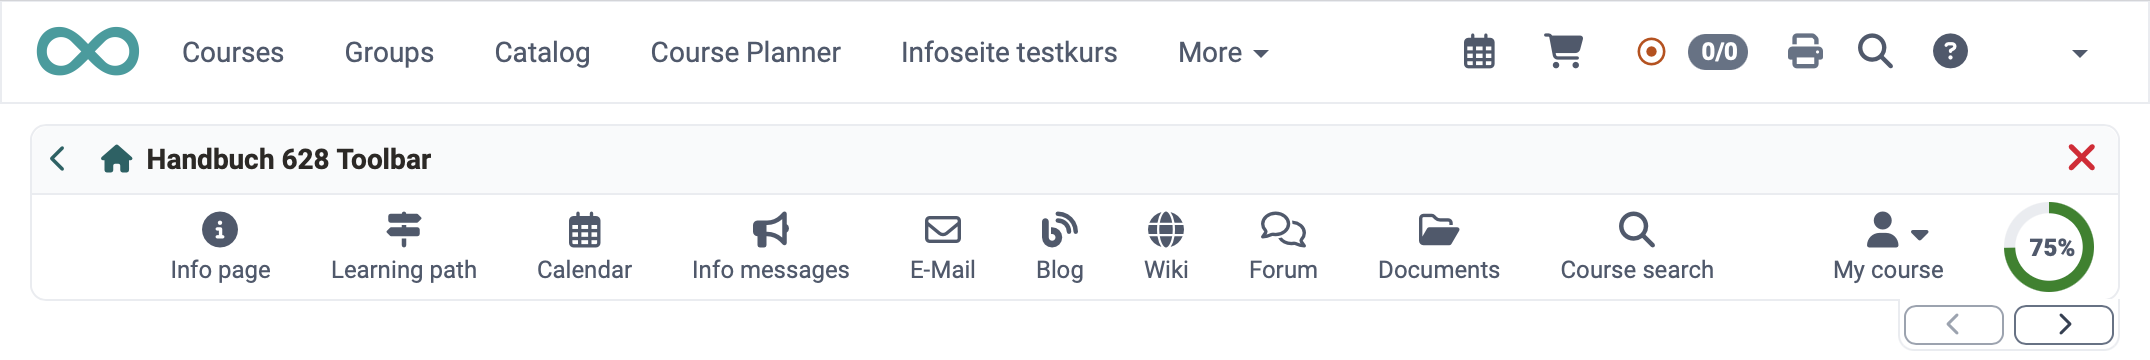 Courses Groups Catalog Course Planner Infoseite testkurs More 0/0 ?
Handbuch 628 Toolbar
Info page Learning path Calendar Info messages E-Mail Blog Wiki Forum Documents Course search My course 75%